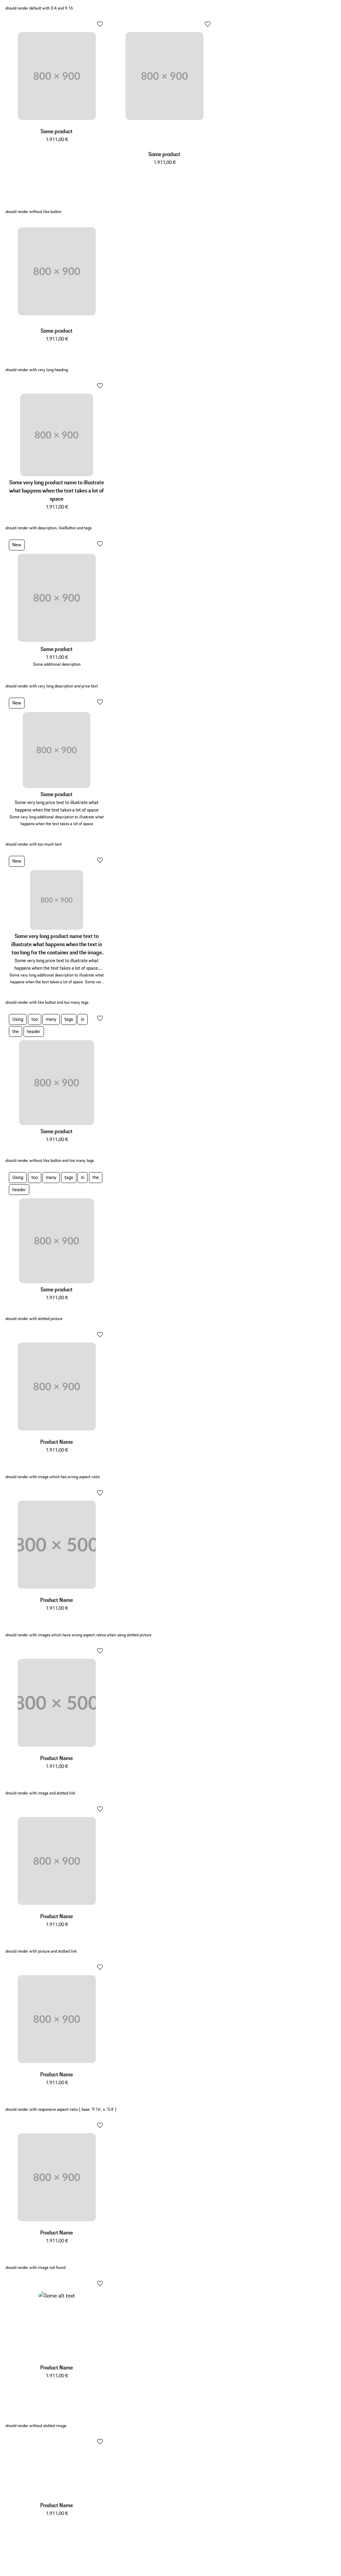 should render default with 3:4 and 9:16
800 × 900
800 × 900
Some product
1.911,00 €
Some product
1.911,00 €
should render without like button
800 × 900
Some product
1.911,00 €
should render with very long heading
800 × 900
Some very long product name to illustrate
what happens when the text takes a lot of
space
1.911,00 €
should render with description, likeButton and tags
New
800 × 900
Some product
1.911,00 €
Some additional description
should render with very long description and price text
New
800 × 900
Some product
Some very long price text to illustrate what
happens when the text takes a lot of space
Some very long additional description to illustrate what
happens when the text takes a lot of space
should render with too much text
New
800 × 900
Some very long product name text to
illustrate what happens when the text is
too long for the container and the image
Some very long price text to illustrate what
happens when the text takes a lot of space...
Some very long additional description to illustrate what
happens when the text takes a lot of space. Some ver...
should render with like button and too many tags
Using too many tags in
the header
800 × 900
Some product
1.911,00 €
should render without like button and too many tags
Using too many tags in the
header
800 × 900
Some product
1.911,00 €
should render with slotted picture
800 × 900
Product Name
1.911,00 €
should render with image which has wrong aspect-ratio
800 × 500
Product Name
1.911,00 €
should render with images which have wrong aspect-ratios when using slotted picture
800 × 500
Product Name
1.911,00 €
should render with image and slotted link
800 × 900
Product Name
1.911,00 €
should render with picture and slotted link
800 × 900
Product Name
1.911,00 €
should render with responsive aspect-ratio { base: '9:16', s: '3:4' }
800 × 900
Product Name
1.911,00 €
should render with image not found
Some alt text
Product Name
1.911,00 €
should render without slotted image
Product Name
1.911,00 €